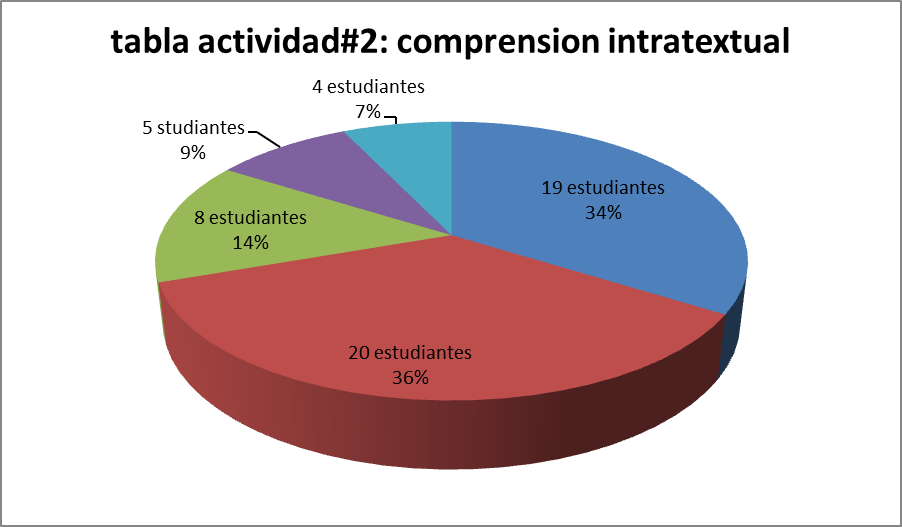 tabla actividad#2: comprension intratextual
4 estudiantes
7%
5 studiantes
9%
19 estudiantes
34%
8 estudiantes
14%
20 estudiantes
36%